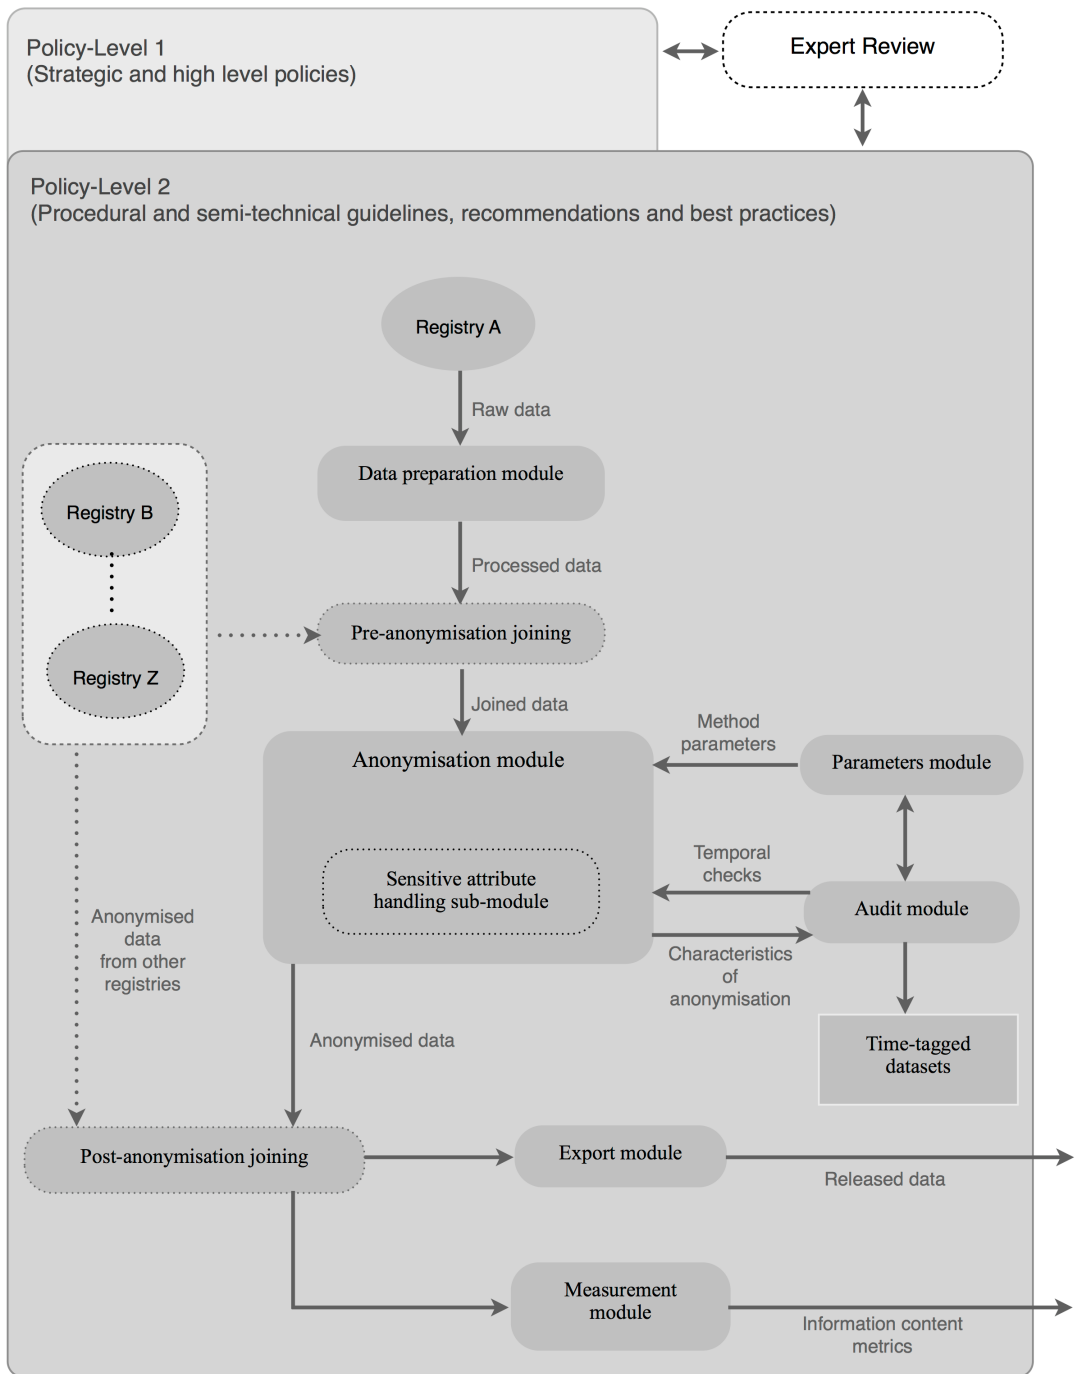 Policy-Level 1
(Strategic and high level policies)
Expert Review
Policy-Level 2
(Procedural and semi-technical guidelines, recommendations and best practices)
Registry A
Raw data
Data preparation module
Registry B
Processed data
Pre-anonymisation joining
Registry Z
Joined data
Method
parameters
Anonymisation module
Parameters module
Temporal
checks
Sensitive attribute
handling sub-module
Audit module
Anonymised
data
from other
registries
Characteristics
of
anonymisation
Anonymised data
Time-tagged
datasets
Post-anonymisation joining
Export module
Released data
Measurement
module
Information content
metrics